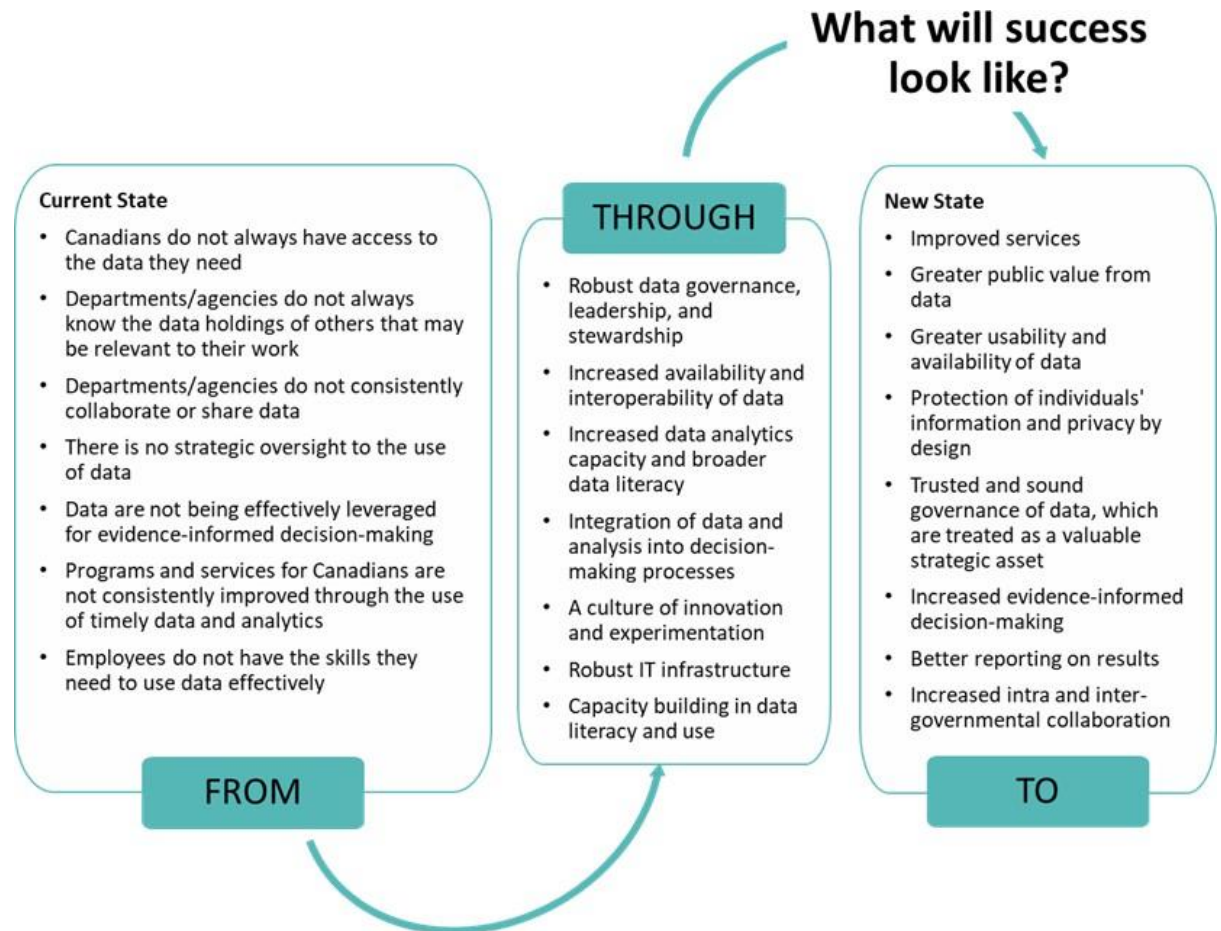 What will success
look like?
Current State
• Canadians do not always have access to
the data they need
• Departments/agencies do not always
know the data holdings of others that may
be relevant to their work
• Departments/agencies do not consistently
collaborate or share data
• There is no strategic oversight to the use
of data
• Data are not being effectively leveraged
for evidence-informed decision-making
• Programs and services for Canadians are
not consistently improved through the use
of timely data and analytics
• Employees do not have the skills they
need to use data effectively
FROM
THROUGH
• Robust data governance,
leadership, and
stewardship
• Increased availability and
interoperability of data
• Increased data analytics
capacity and broader
data literacy
• Integration of data and
analysis into decision-
making processes
• A culture of innovation
and experimentation
• Robust IT infrastructure
• Capacity building in data
literacy and use
New State
• Improved services
• Greater public value from
data
• Greater usability and
availability of data
• Protection of individuals'
information and privacy by
design
• Trusted and sound
governance of data, which
are treated as a valuable
strategic asset
• Increased evidence-informed
decision-making
• Better reporting on results
• Increased intra and inter-
governmental collaboration
TO